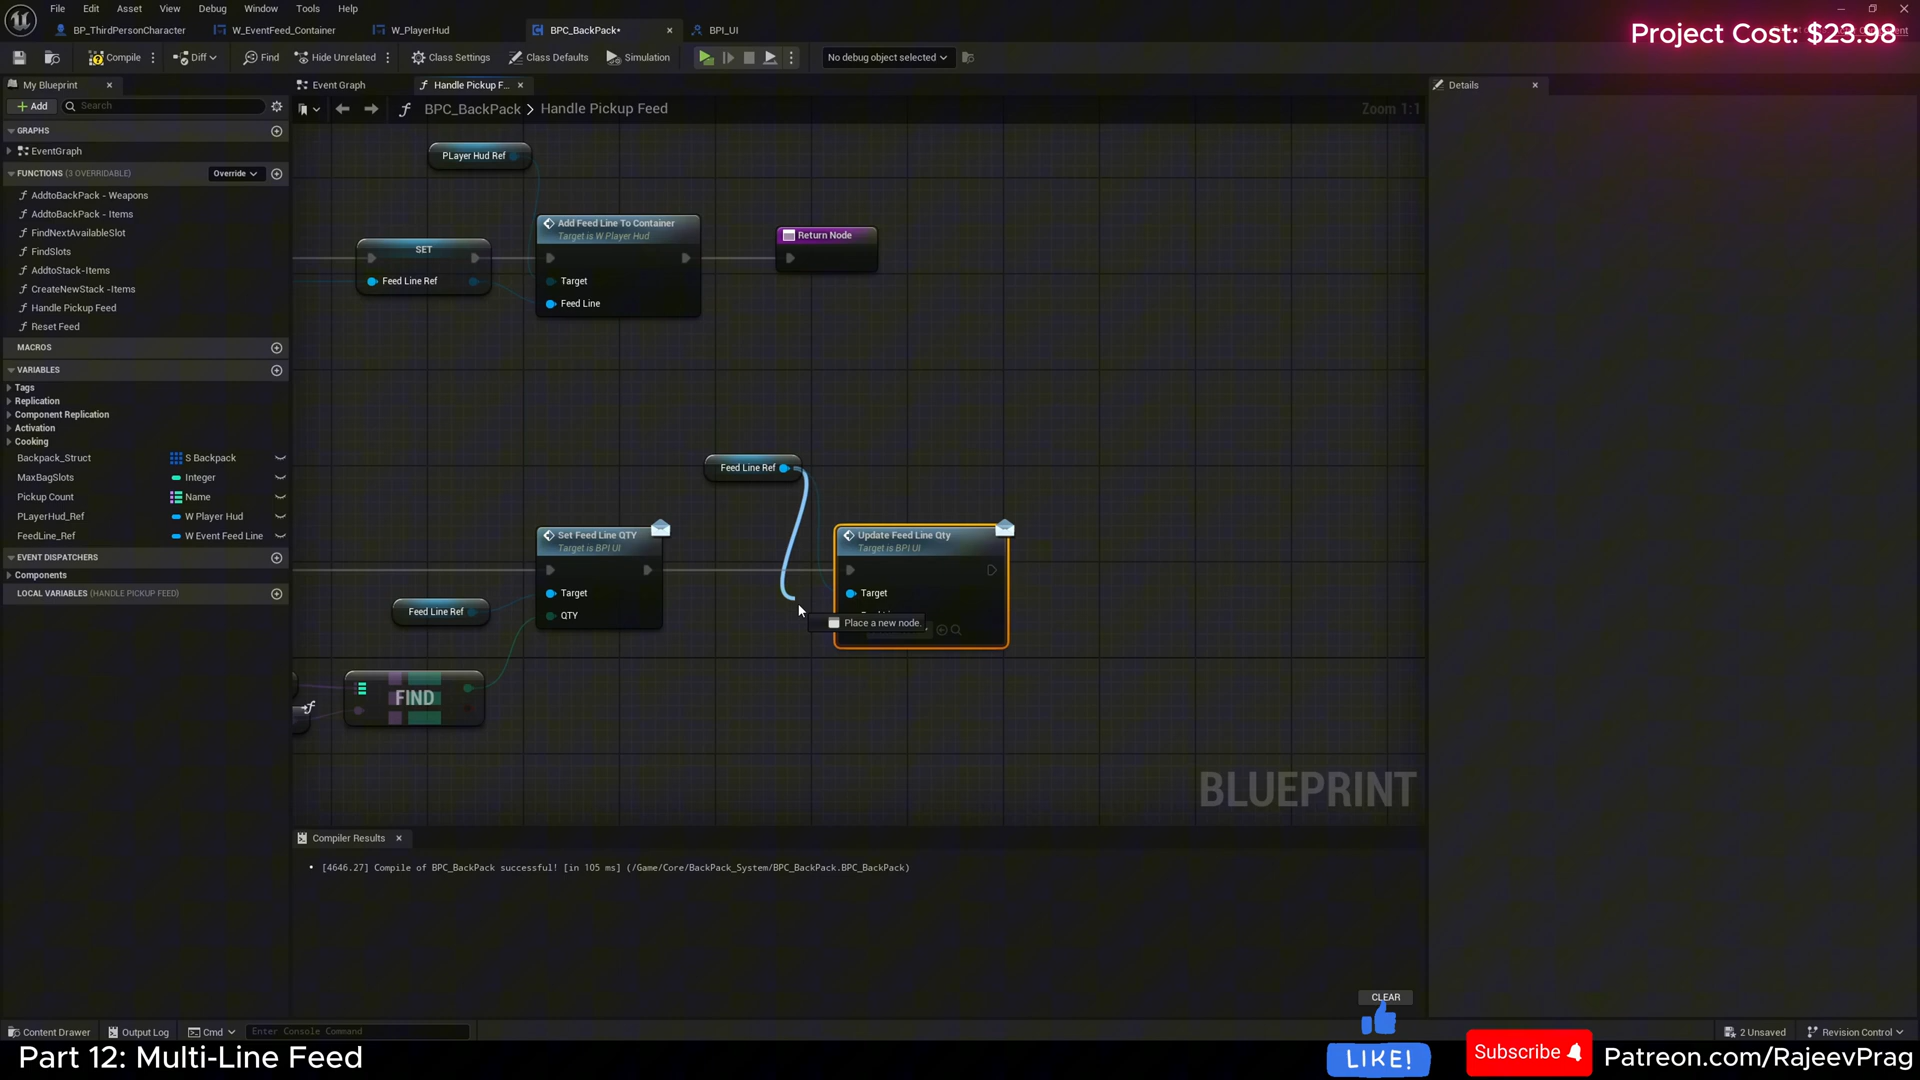 File Edit Asset View Debug Window Tools Help
Project Cost: $23.98
BP_ThirdPersonCharacter W_EventFeed_Container W_PlayerHud BPC_BackPack* BPI_UI
Compile Diff Find Hide Unrelated Class Settings Class Defaults Simulation No debug object selected
My Blueprint Event Graph Handle Pickup F... Details
Add Search BPC_BackPack > Handle Pickup Feed Zoom 1:1
GRAPHS
EventGraph
FUNCTIONS (3 OVERRIDABLE) Override
AddtoBackPack - Weapons
AddtoBackPack - Items
FindNextAvailableSlot
FindSlots
AddtoStack-Items
CreateNewStack -Items
Handle Pickup Feed
Reset Feed
MACROS
VARIABLES
Tags
Replication
Component Replication
Activation
Cooking
Backpack_Struct S Backpack
MaxBagSlots Integer
Pickup Count Name
PLayerHud_Ref W Player Hud
FeedLine_Ref W Event Feed Line
EVENT DISPATCHERS
Components
LOCAL VARIABLES (HANDLE PICKUP FEED)
PLayer Hud Ref
SET
Feed Line Ref
Add Feed Line To Container
Target is W Player Hud
Target
Feed Line
Return Node
Feed Line Ref
Set Feed Line QTY
Target is BPI UI
Target
QTY
Feed Line Ref
FIND
Update Feed Line Qty
Target is BPI UI
Target
Place a new node.
BLUEPRINT
Compiler Results
[4646.27] Compile of BPC_BackPack successful! [in 105 ms] (/Game/Core/BackPack_System/BPC_BackPack.BPC_BackPack)
CLEAR
Content Drawer Output Log Cmd Enter Console Command 2 Unsaved Revision Control
Part 12: Multi-Line Feed
LIKE! Subscribe Patreon.com/RajeevPrag